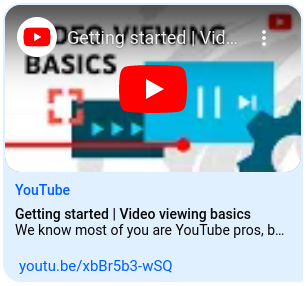 VIDEO VIEWING
Getting started | Vid...
BASICS
YouTube
Getting started | Video viewing basics
We know most of you are YouTube pros, b...
youtu.be/xbBr5b3-wSQ